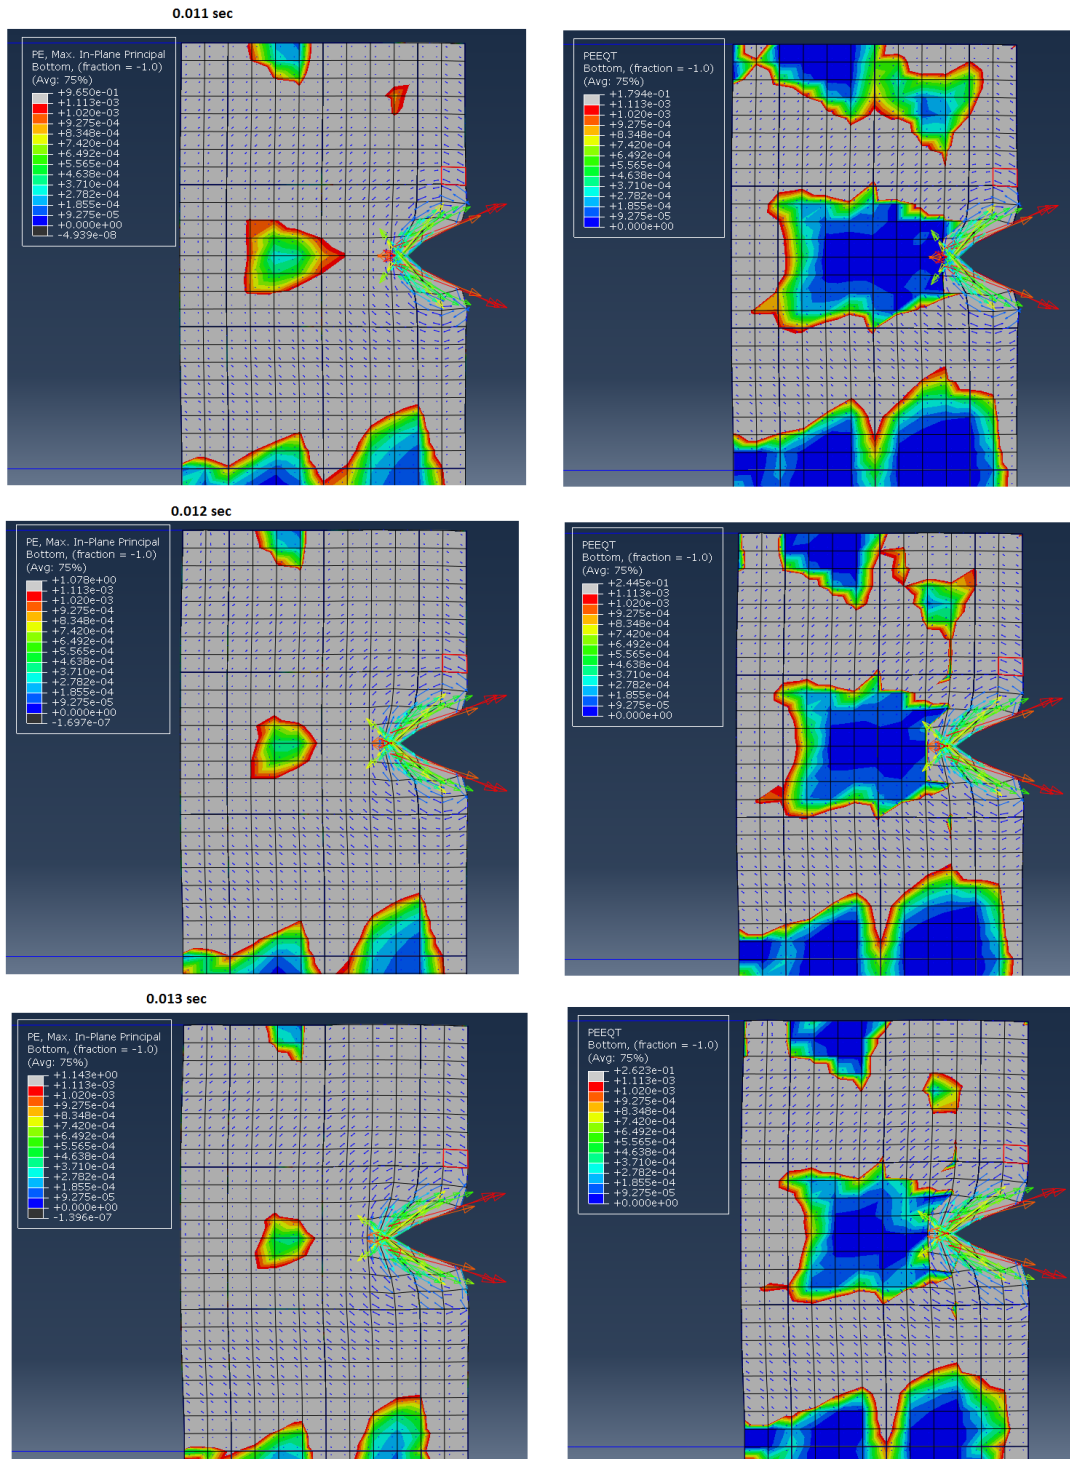 0.011 sec
PE, Max. In-Plane Principal
Bottom, (fraction = -1.0)
(Avg: 75%)
+9.650e-01
+1.113e-03
+1.020e-03
+9.275e-04
+8.348e-04
+7.420e-04
+6.492e-04
+5.565e-04
+4.638e-04
+3.710e-04
+2.782e-04
+1.855e-04
+9.275e-05
+0.000e+00
-4.939e-08
PEEQT
Bottom, (fraction = -1.0)
(Avg: 75%)
+1.794e-01
+1.113e-03
+1.020e-03
+9.275e-04
+8.348e-04
+7.420e-04
+6.492e-04
+5.565e-04
+4.638e-04
+3.710e-04
+2.782e-04
+1.855e-04
+9.275e-05
+0.000e+00
0.012 sec
PE, Max. In-Plane Principal
Bottom, (fraction = -1.0)
(Avg: 75%)
+1.078e+00
+1.113e-03
+1.020e-03
+9.275e-04
+8.348e-04
+7.420e-04
+6.492e-04
+5.565e-04
+4.638e-04
+3.710e-04
+2.782e-04
+1.855e-04
+9.275e-05
+0.000e+00
-1.697e-07
PEEQT
Bottom, (fraction = -1.0)
(Avg: 75%)
+2.445e-01
+1.113e-03
+1.020e-03
+9.275e-04
+8.348e-04
+7.420e-04
+6.492e-04
+5.565e-04
+4.638e-04
+3.710e-04
+2.782e-04
+1.855e-04
+9.275e-05
+0.000e+00
0.013 sec
PE, Max. In-Plane Principal
Bottom, (fraction = -1.0)
(Avg: 75%)
+1.143e+00
+1.113e-03
+1.020e-03
+9.275e-04
+8.348e-04
+7.420e-04
+6.492e-04
+5.565e-04
+4.638e-04
+3.710e-04
+2.782e-04
+1.855e-04
+9.275e-05
+0.000e+00
-1.396e-07
PEEQT
Bottom, (fraction = -1.0)
(Avg: 75%)
+2.623e-01
+1.113e-03
+1.020e-03
+9.275e-04
+8.348e-04
+7.420e-04
+6.492e-04
+5.565e-04
+4.638e-04
+3.710e-04
+2.782e-04
+1.855e-04
+9.275e-05
+0.000e+00